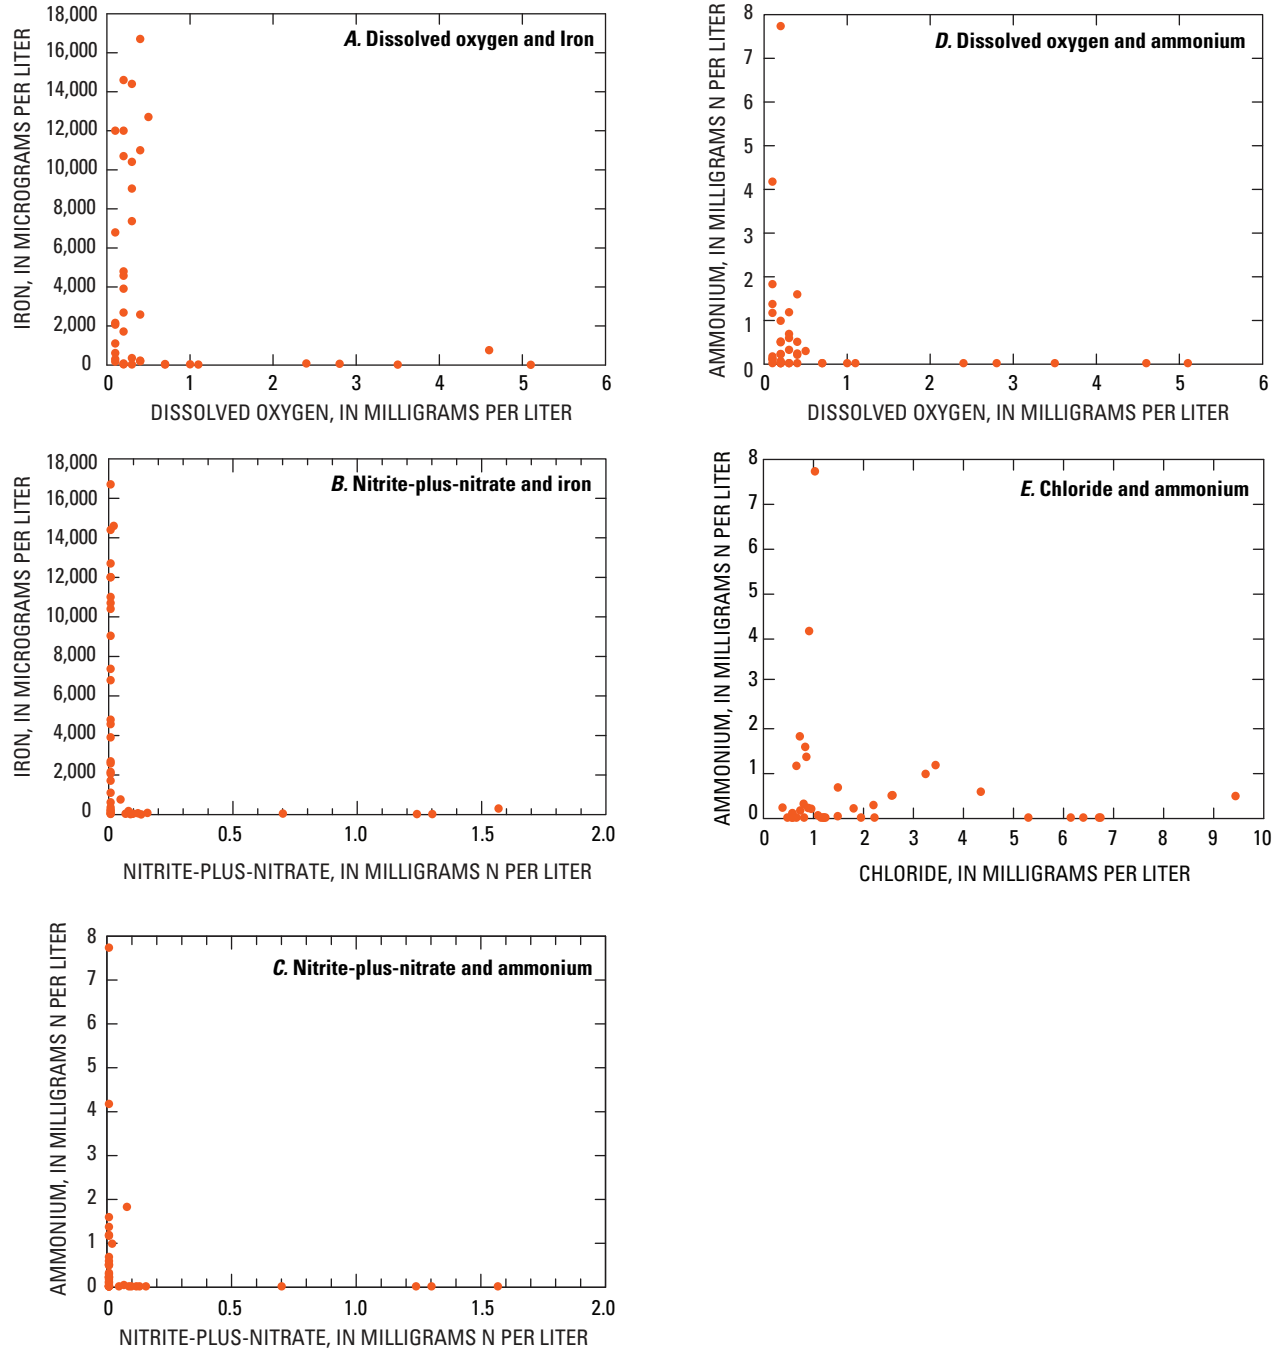 A. Dissolved oxygen and Iron
IRON, IN MICROGRAMS PER LITER
18,000
16,000
14,000
12,000
10,000
8,000
6,000
4,000
2,000
0
0 1 2 3 4 5 6
DISSOLVED OXYGEN, IN MILLIGRAMS PER LITER
D. Dissolved oxygen and ammonium
AMMONIUM, IN MILLIGRAMS N PER LITER
8
7
6
5
4
3
2
1
0
0 1 2 3 4 5 6
DISSOLVED OXYGEN, IN MILLIGRAMS PER LITER
B. Nitrite-plus-nitrate and iron
IRON, IN MICROGRAMS PER LITER
18,000
16,000
14,000
12,000
10,000
8,000
6,000
4,000
2,000
0
0 0.5 1.0 1.5 2.0
NITRITE-PLUS-NITRATE, IN MILLIGRAMS N PER LITER
E. Chloride and ammonium
AMMONIUM, IN MILLIGRAMS N PER LITER
8
7
6
5
4
3
2
1
0
0 1 2 3 4 5 6 7 8 9 10
CHLORIDE, IN MILLIGRAMS PER LITER
C. Nitrite-plus-nitrate and ammonium
AMMONIUM, IN MILLIGRAMS N PER LITER
8
7
6
5
4
3
2
1
0
0 0.5 1.0 1.5 2.0
NITRITE-PLUS-NITRATE, IN MILLIGRAMS N PER LITER